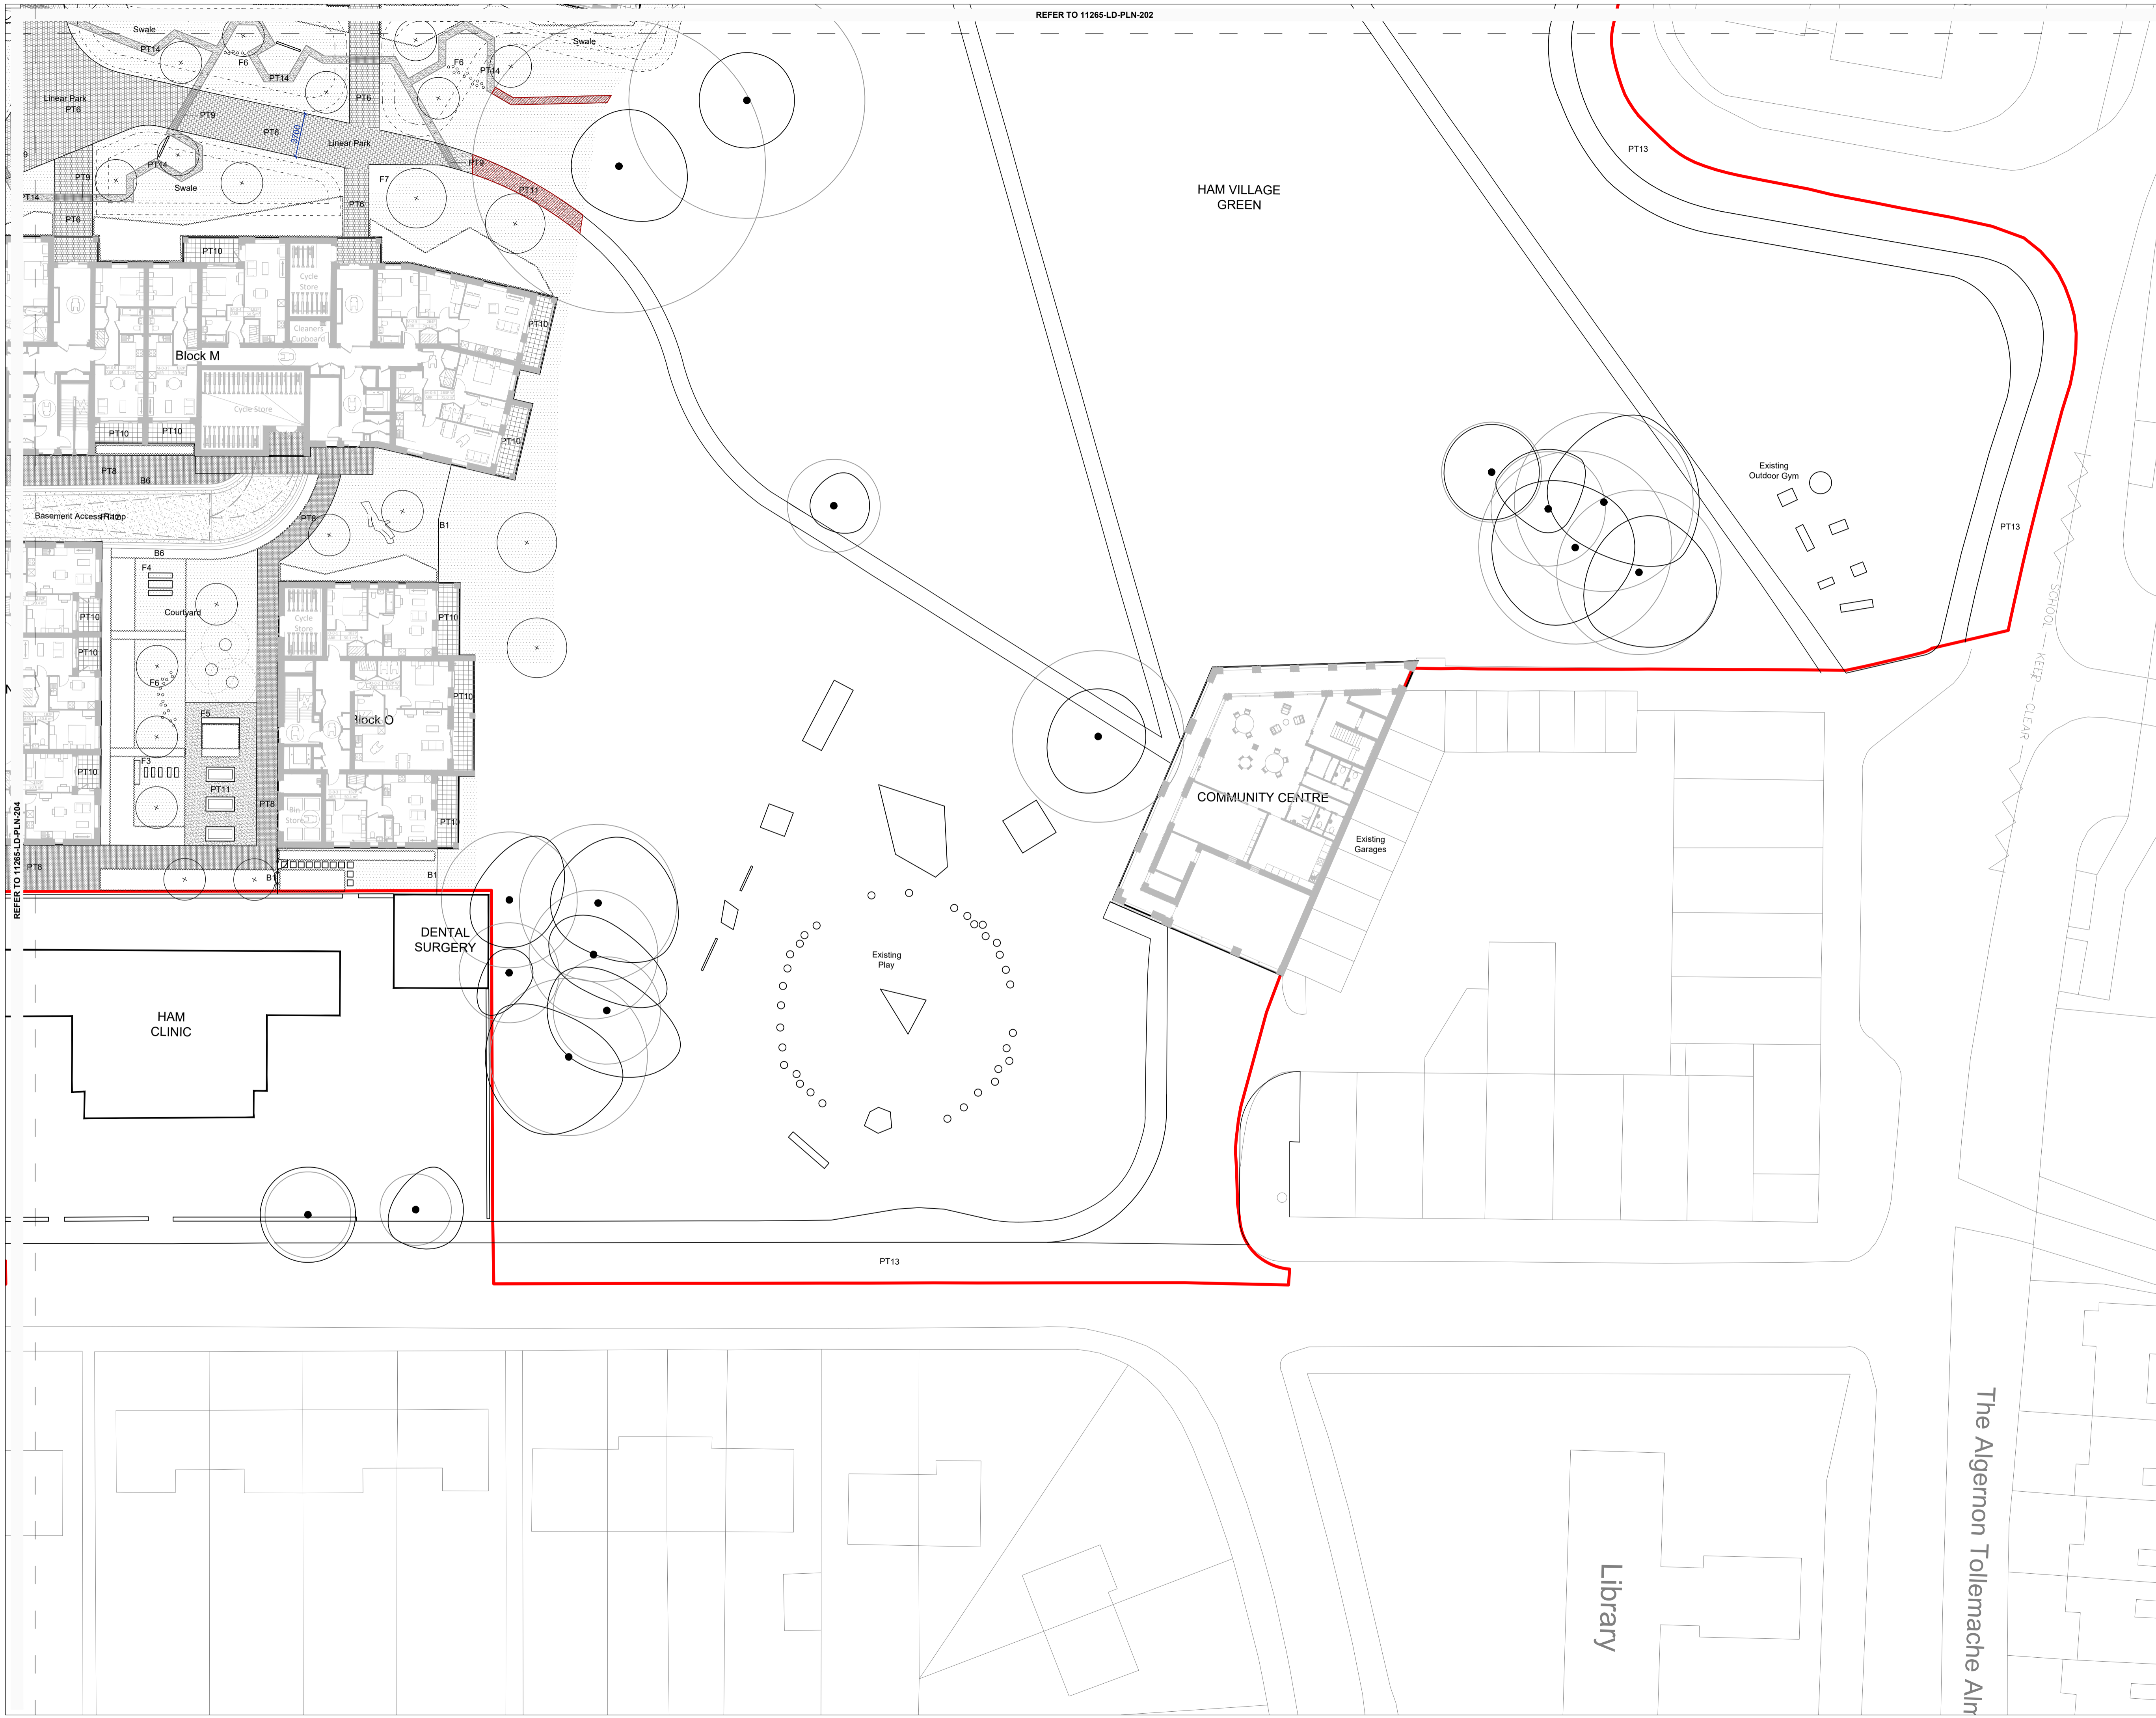 REFER TO 11265-LD-PLN-202
Swale
PT14
F6
PT14
F6
PT14
Swale
Linear Park
PT6
PT6
PT9
PT6
3700
Linear Park
9
PT14
PT9
PT9
Swale
F7
PT11
PT14
PT6
PT6
PT13
HAM VILLAGE
GREEN
PT10
Cycle
Store
Cleaners
Cupboard
PT10
Block M
Cycle Store
PT10
PT10
PT10
PT8
B6
Existing
Outdoor Gym
Basement Access Ramp
PT8
B1
PT13
B6
F4
Courtyard
PT10
Cycle
Store
PT10
PT10
SCHOOL KEEP CLEAR
N
F6
PT10
F5
Block O
F3
PT10
PT11
PT8
Bin
Store
PT10
COMMUNITY CENTRE
Existing
Garages
REFER TO 11265-LD-PLN-204
PT8
B1
B1
DENTAL
SURGERY
Existing
Play
HAM
CLINIC
PT13
Library
The Algernon Tollemache Alm